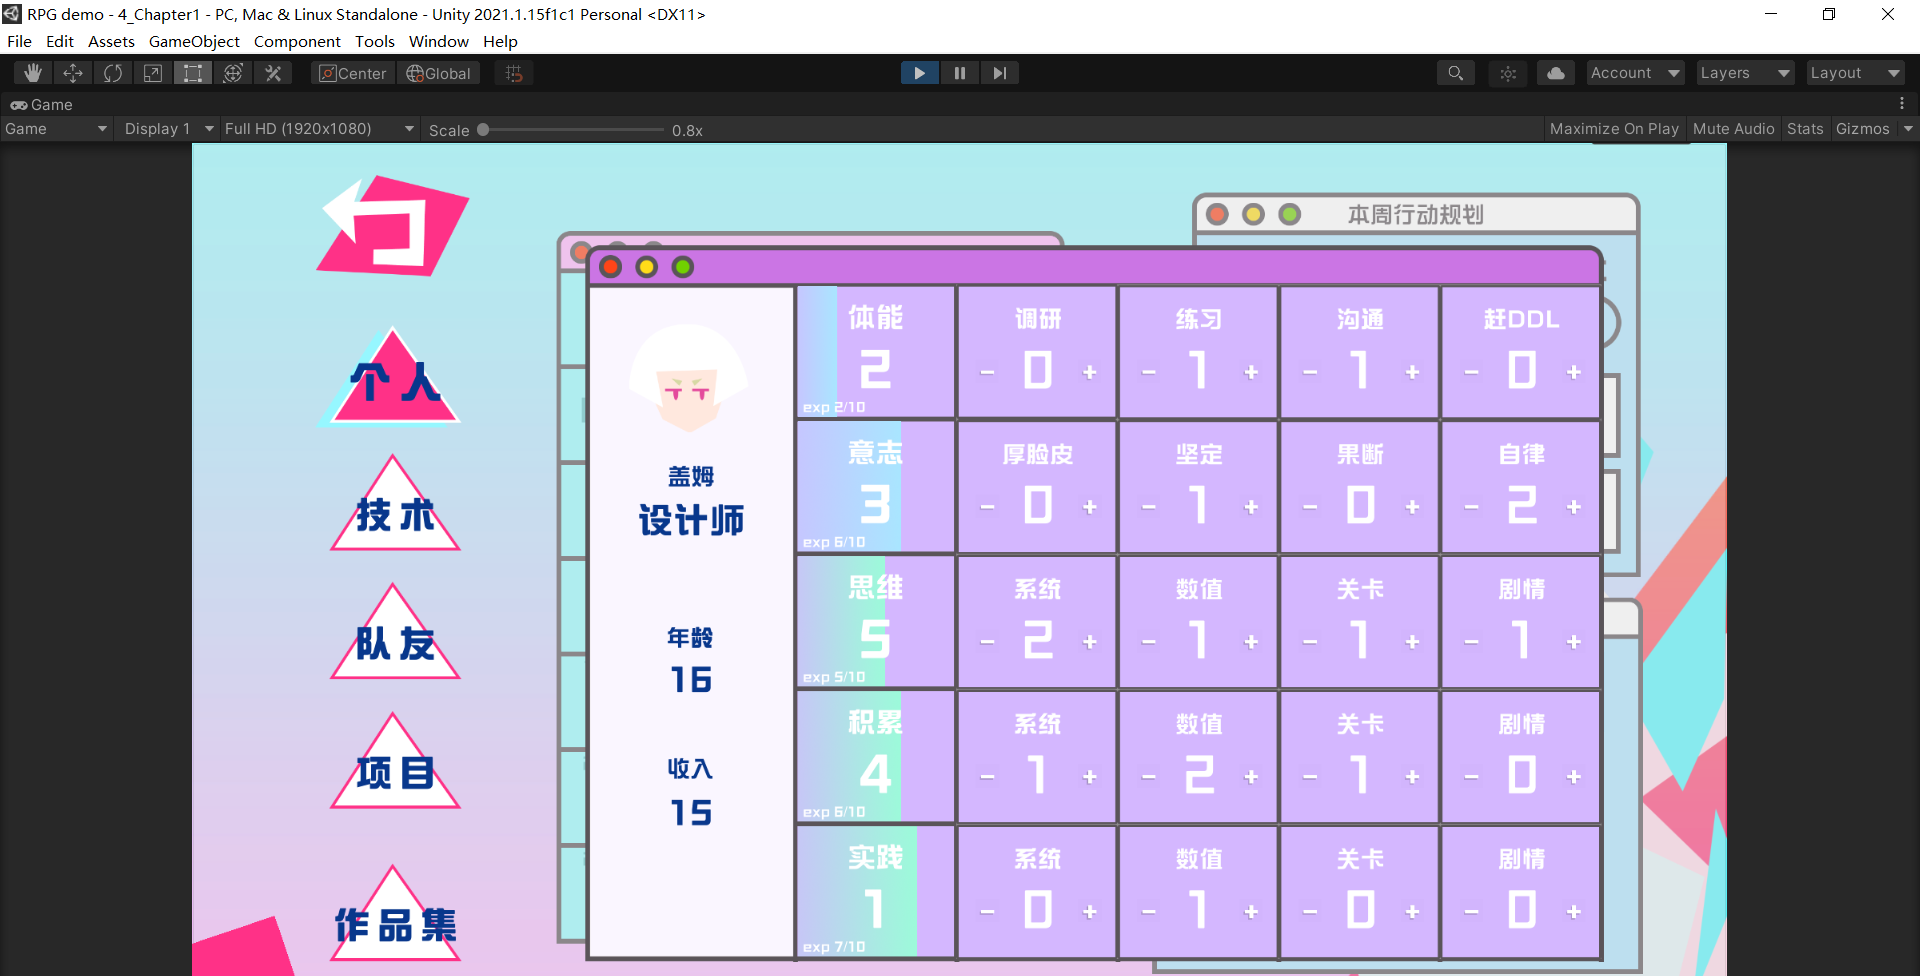 RPG demo - 4_Chapter1 - PC, Mac & Linux Standalone - Unity 2021.1.15f1c1 Personal <DX11>
File Edit Assets GameObject Component Tools Window Help
Center Global Account Layers Layout
Game
Game Display 1 Full HD (1920x1080) Scale 0.8x Maximize On Play Mute Audio Stats Gizmos
本周行动规划
个人
技术
队友
项目
作品集
盖姆
设计师
年龄
16
收入
15
体能 调研 练习 沟通 赶DDL
2 - 0 + - 1 + - 1 + - 0 +
exp 2/10
意志 厚脸皮 坚定 果断 自律
3 - 0 + - 1 + - 0 + - 2 +
exp 6/10
思维 系统 数值 关卡 剧情
5 - 2 + - 1 + - 1 + - 1 +
exp 5/10
积累 系统 数值 关卡 剧情
4 - 1 + - 2 + - 1 + - 0 +
exp 6/10
实践 系统 数值 关卡 剧情
1 - 0 + - 1 + - 0 + - 0 +
exp 7/10